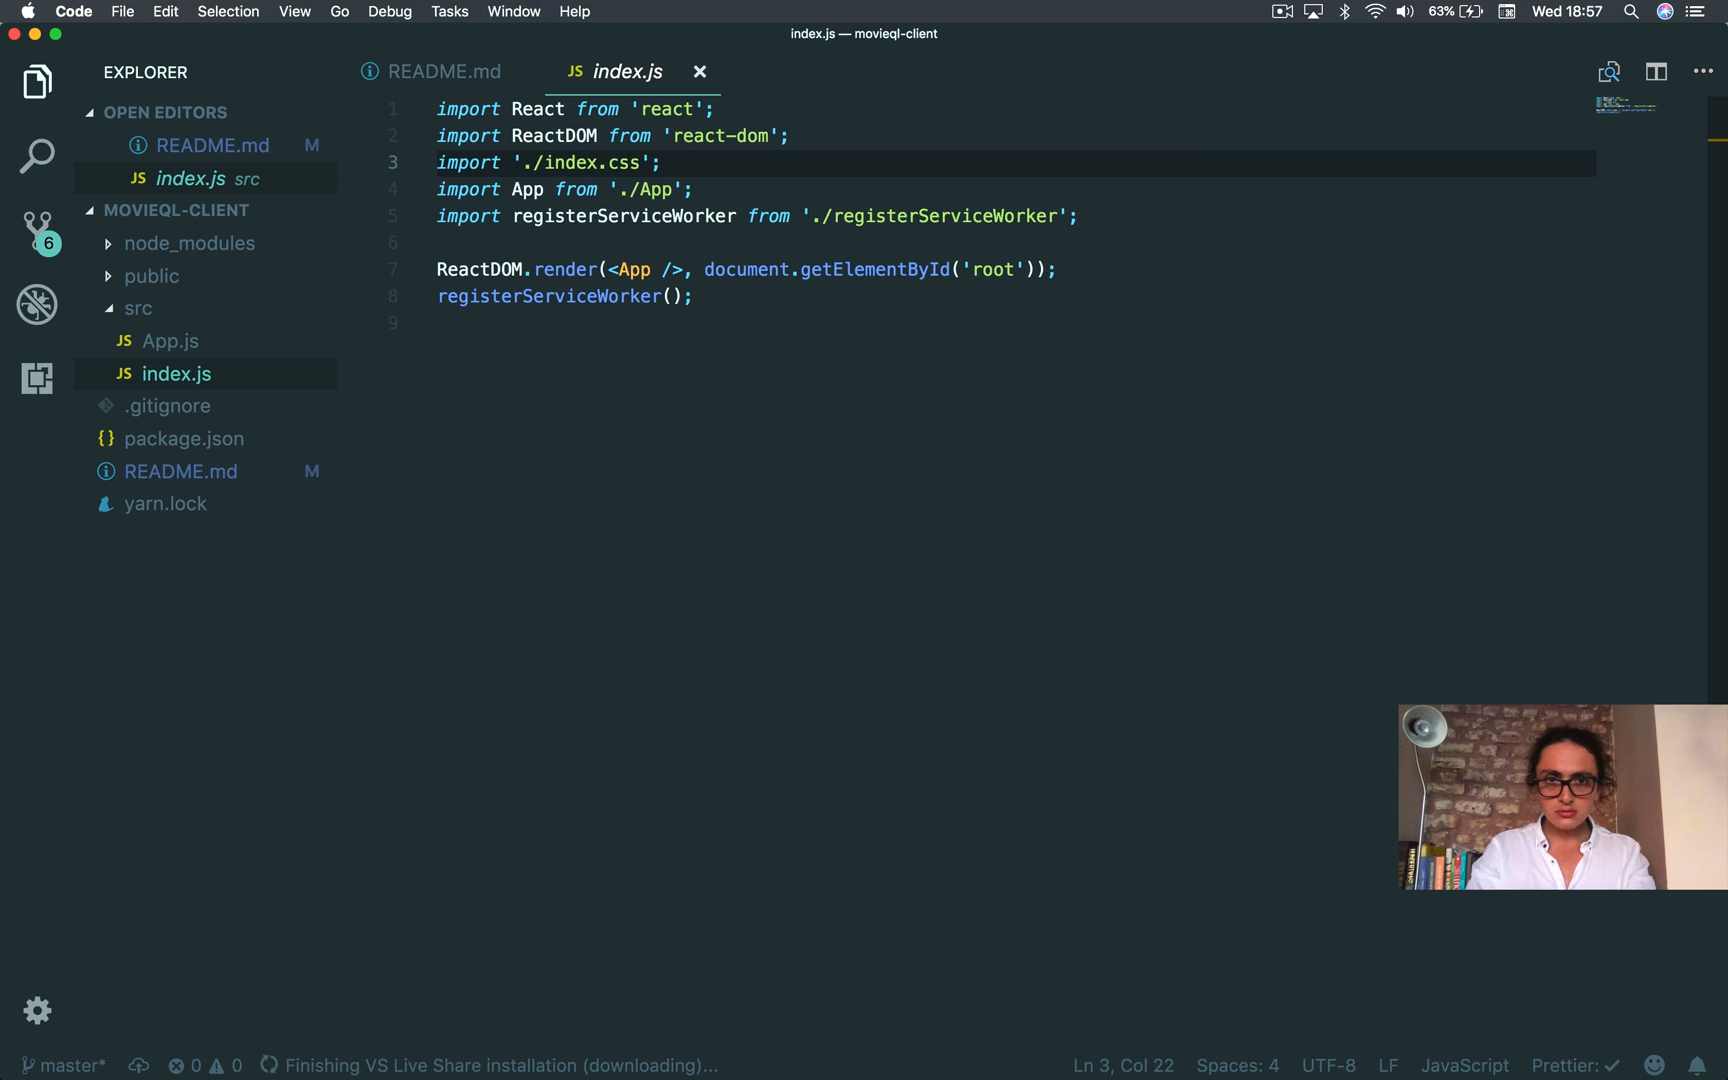 Code File Edit Selection View Go Debug Tasks Window Help 63% Wed 18:57
index.js — movieql-client
EXPLORER
OPEN EDITORS
README.md M
JS index.js src
MOVIEQL-CLIENT
node_modules
public
src
JS App.js
JS index.js
.gitignore
{} package.json
README.md M
yarn.lock
6
README.md JS index.js
1 import React from 'react';
2 import ReactDOM from 'react-dom';
3 import './index.css';
4 import App from './App';
5 import registerServiceWorker from './registerServiceWorker';
6
7 ReactDOM.render(<App />, document.getElementById('root'));
8 registerServiceWorker();
9
master* 0 0 Finishing VS Live Share installation (downloading)... Ln 3, Col 22 Spaces: 4 UTF-8 LF JavaScript Prettier: ✓